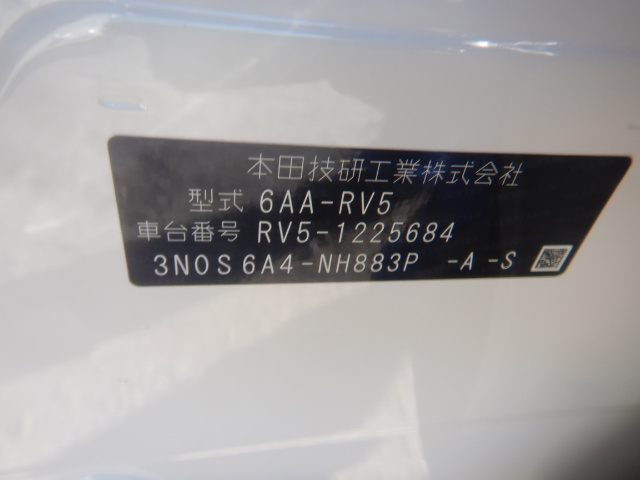 本田技研工業株式会社
型式 6AA-RV5
車台番号 RV5-1225684
3N0S6A4-NH883P -A-S